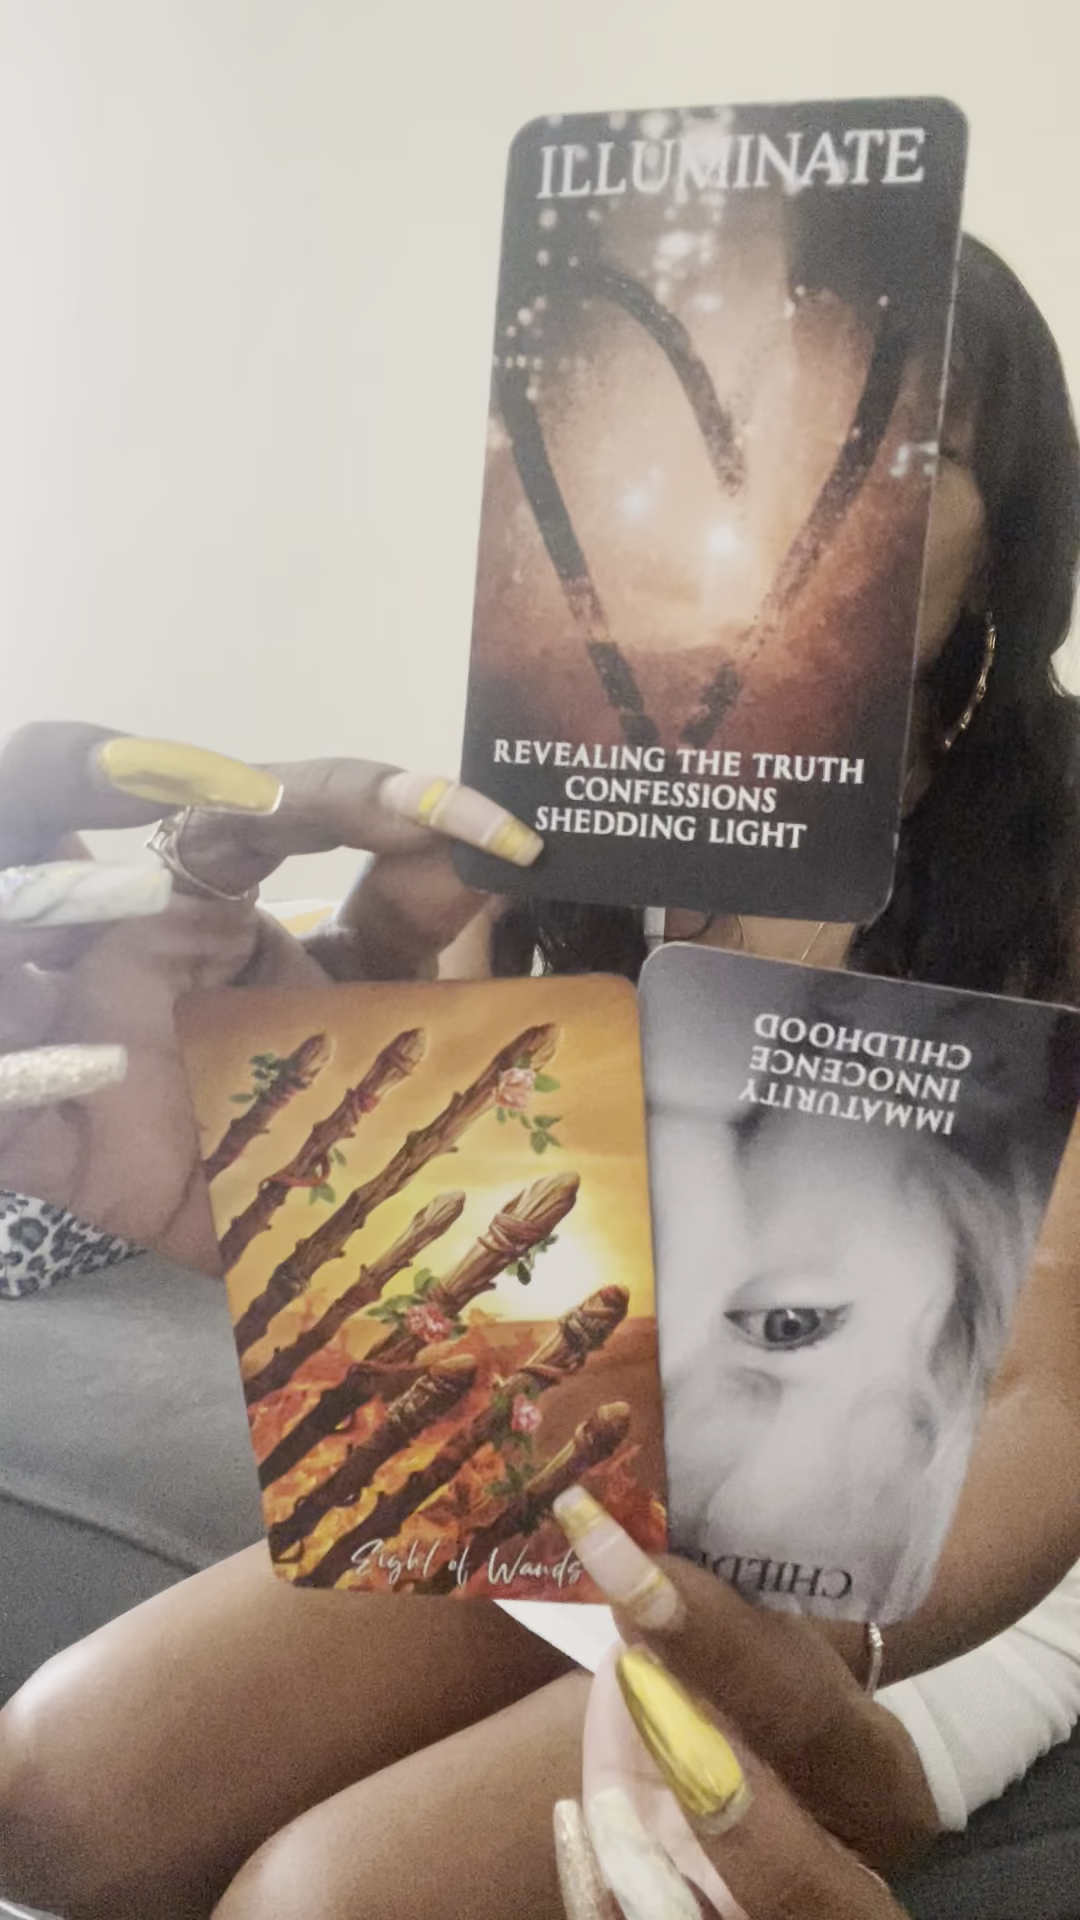 ILLUMINATE
REVEALING THE TRUTH
CONFESSIONS
SHEDDING LIGHT
Eight of Wands
IMMATURITY
INNOCENCE
CHILDHOOD